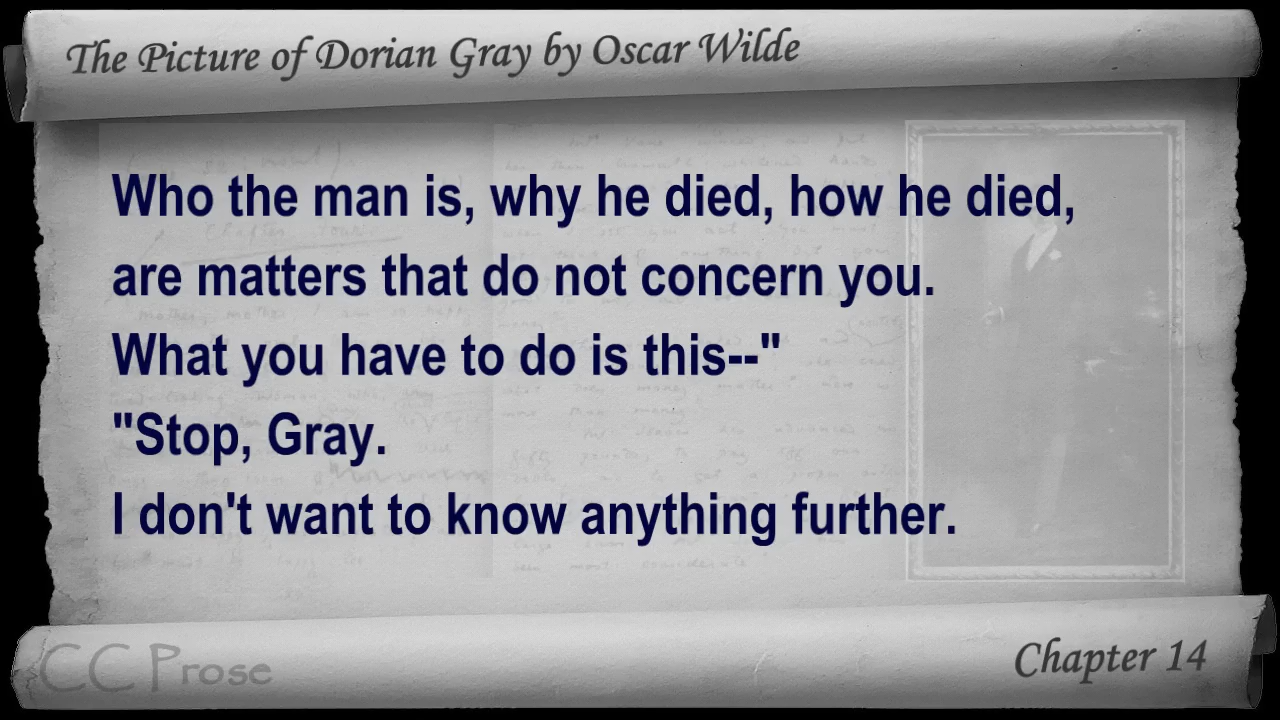 The Picture of Dorian Gray by Oscar Wilde
Who the man is, why he died, how he died,
are matters that do not concern you.
What you have to do is this--"
"Stop, Gray.
I don't want to know anything further.
CC Prose
Chapter 14